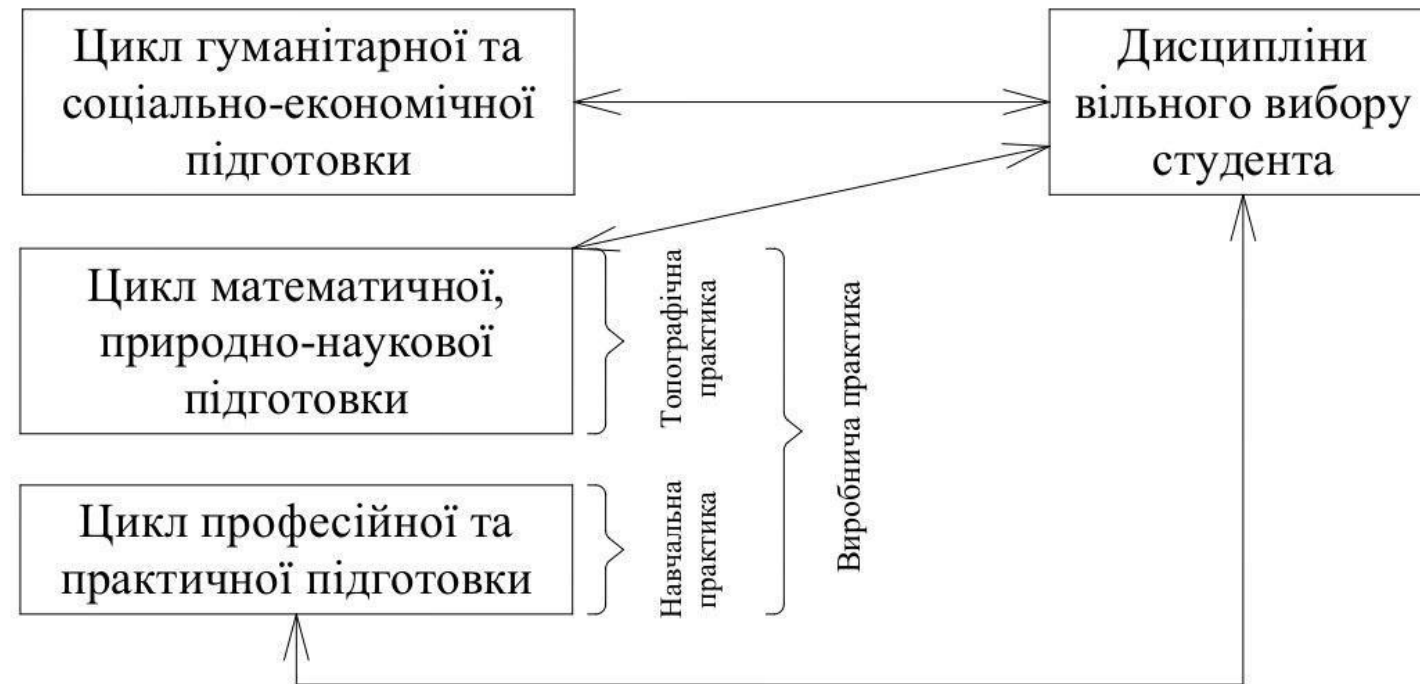 Цикл гуманітарної та
соціально-економічної
підготовки
Дисципліни
вільного вибору
студента
Цикл математичної,
природно-наукової
підготовки
Топографічна
практика
Виробнича практика
Цикл професійної та
практичної підготовки
Навчальна
практика